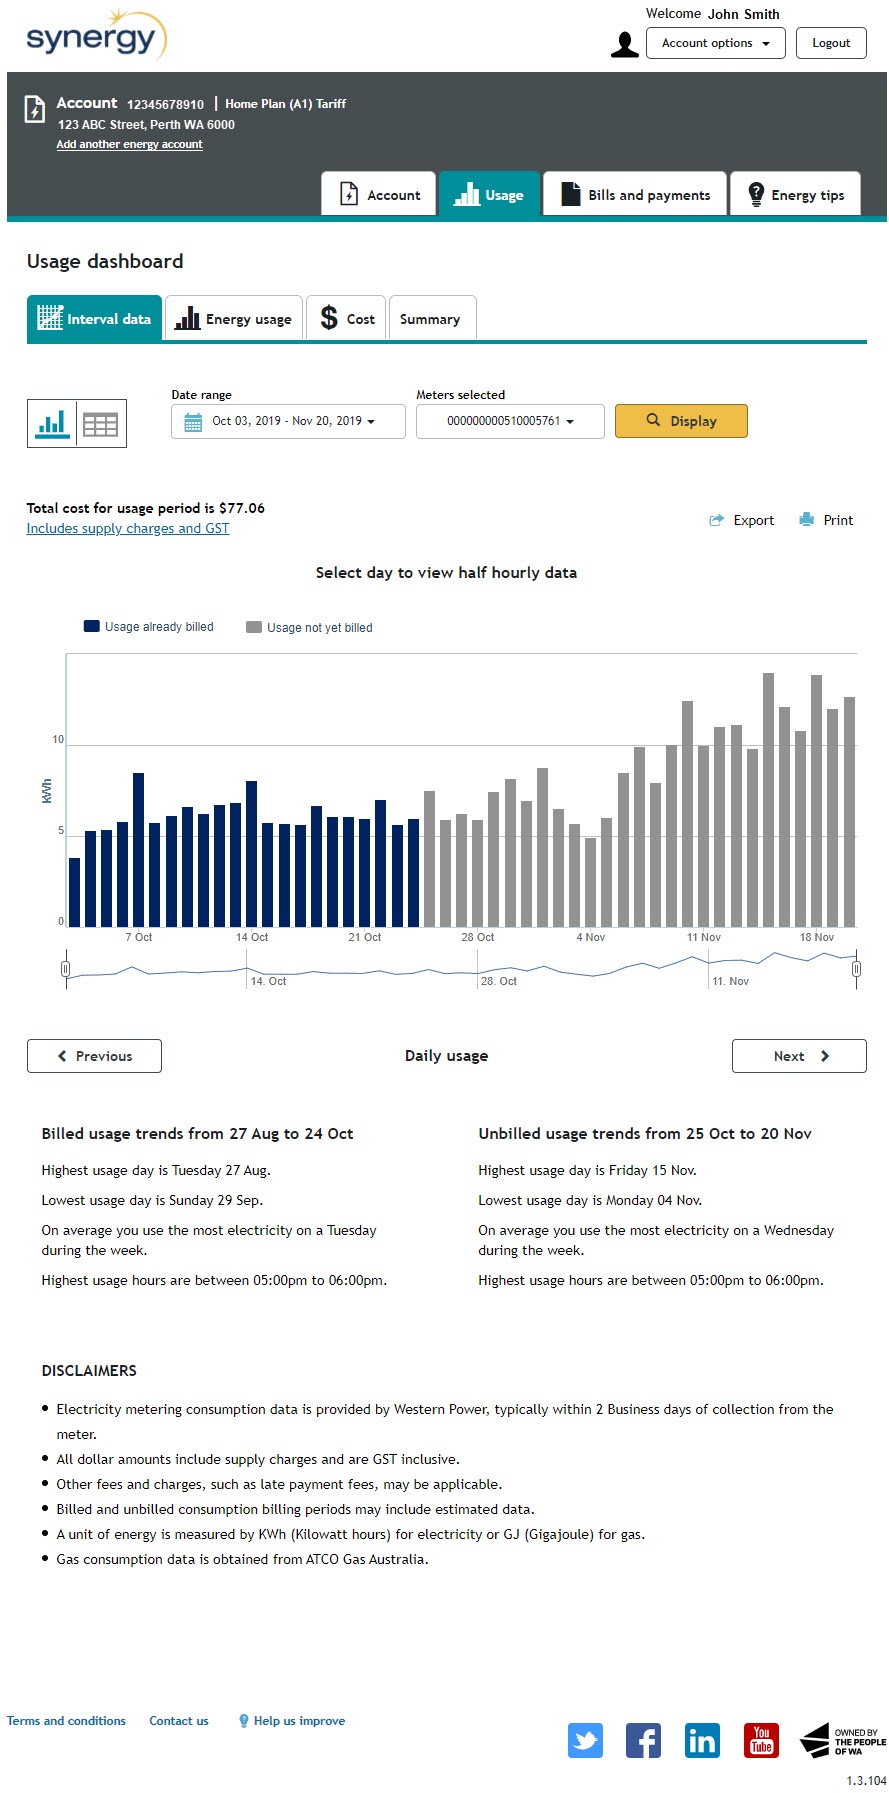 synergy
Welcome John Smith
Account options
Logout
Account 12345678910 | Home Plan (A1) Tariff
123 ABC Street, Perth WA 6000
Add another energy account
Account
Usage
Bills and payments
Energy tips
Usage dashboard
Interval data
Energy usage
$ Cost
Summary
Date range
Meters selected
Oct 03, 2019 - Nov 20, 2019
000000000510005761
Display
Total cost for usage period is $77.06
Includes supply charges and GST
Export
Print
Select day to view half hourly data
Usage already billed
Usage not yet billed
kWh
10
5
0
7 Oct
14 Oct
21 Oct
28 Oct
4 Nov
11 Nov
18 Nov
14. Oct
28. Oct
11. Nov
Previous
Daily usage
Next
Billed usage trends from 27 Aug to 24 Oct
Highest usage day is Tuesday 27 Aug.
Lowest usage day is Sunday 29 Sep.
On average you use the most electricity on a Tuesday
during the week.
Highest usage hours are between 05:00pm to 06:00pm.
Unbilled usage trends from 25 Oct to 20 Nov
Highest usage day is Friday 15 Nov.
Lowest usage day is Monday 04 Nov.
On average you use the most electricity on a Wednesday
during the week.
Highest usage hours are between 05:00pm to 06:00pm.
DISCLAIMERS
• Electricity metering consumption data is provided by Western Power, typically within 2 Business days of collection from the
meter.
• All dollar amounts include supply charges and are GST inclusive.
• Other fees and charges, such as late payment fees, may be applicable.
• Billed and unbilled consumption billing periods may include estimated data.
• A unit of energy is measured by KWh (Kilowatt hours) for electricity or GJ (Gigajoule) for gas.
• Gas consumption data is obtained from ATCO Gas Australia.
Terms and conditions
Contact us
Help us improve
f
in
You
Tube
OWNED BY
THE PEOPLE
OF WA
1.3.104